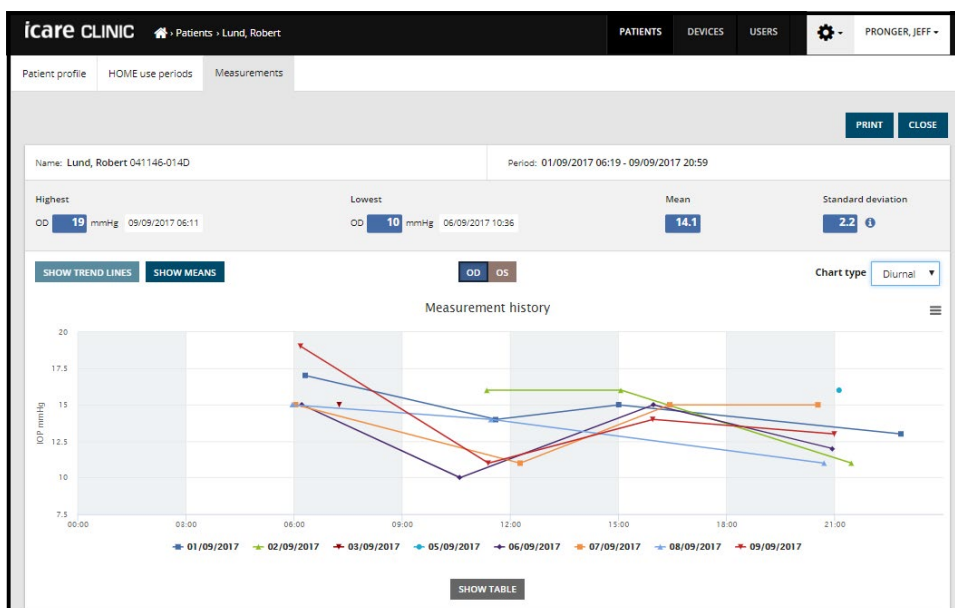 icare CLINIC › Patients › Lund, Robert PATIENTS DEVICES USERS PRONGER, JEFF
Patient profile HOME use periods Measurements
PRINT CLOSE
Name: Lund, Robert 041146-014D Period: 01/09/2017 06:19 - 09/09/2017 20:59
Highest Lowest Mean Standard deviation
OD 19 mmHg 09/09/2017 06:11 OD 10 mmHg 06/09/2017 10:36 14.1 2.2
SHOW TREND LINES SHOW MEANS OD OS Chart type Diurnal
Measurement history
20
17.5
15
12.5
10
7.5
IOP mmHg
00:00 03:00 06:00 09:00 12:00 15:00 18:00 21:00
01/09/2017 02/09/2017 03/09/2017 05/09/2017 06/09/2017 07/09/2017 08/09/2017 09/09/2017
SHOW TABLE